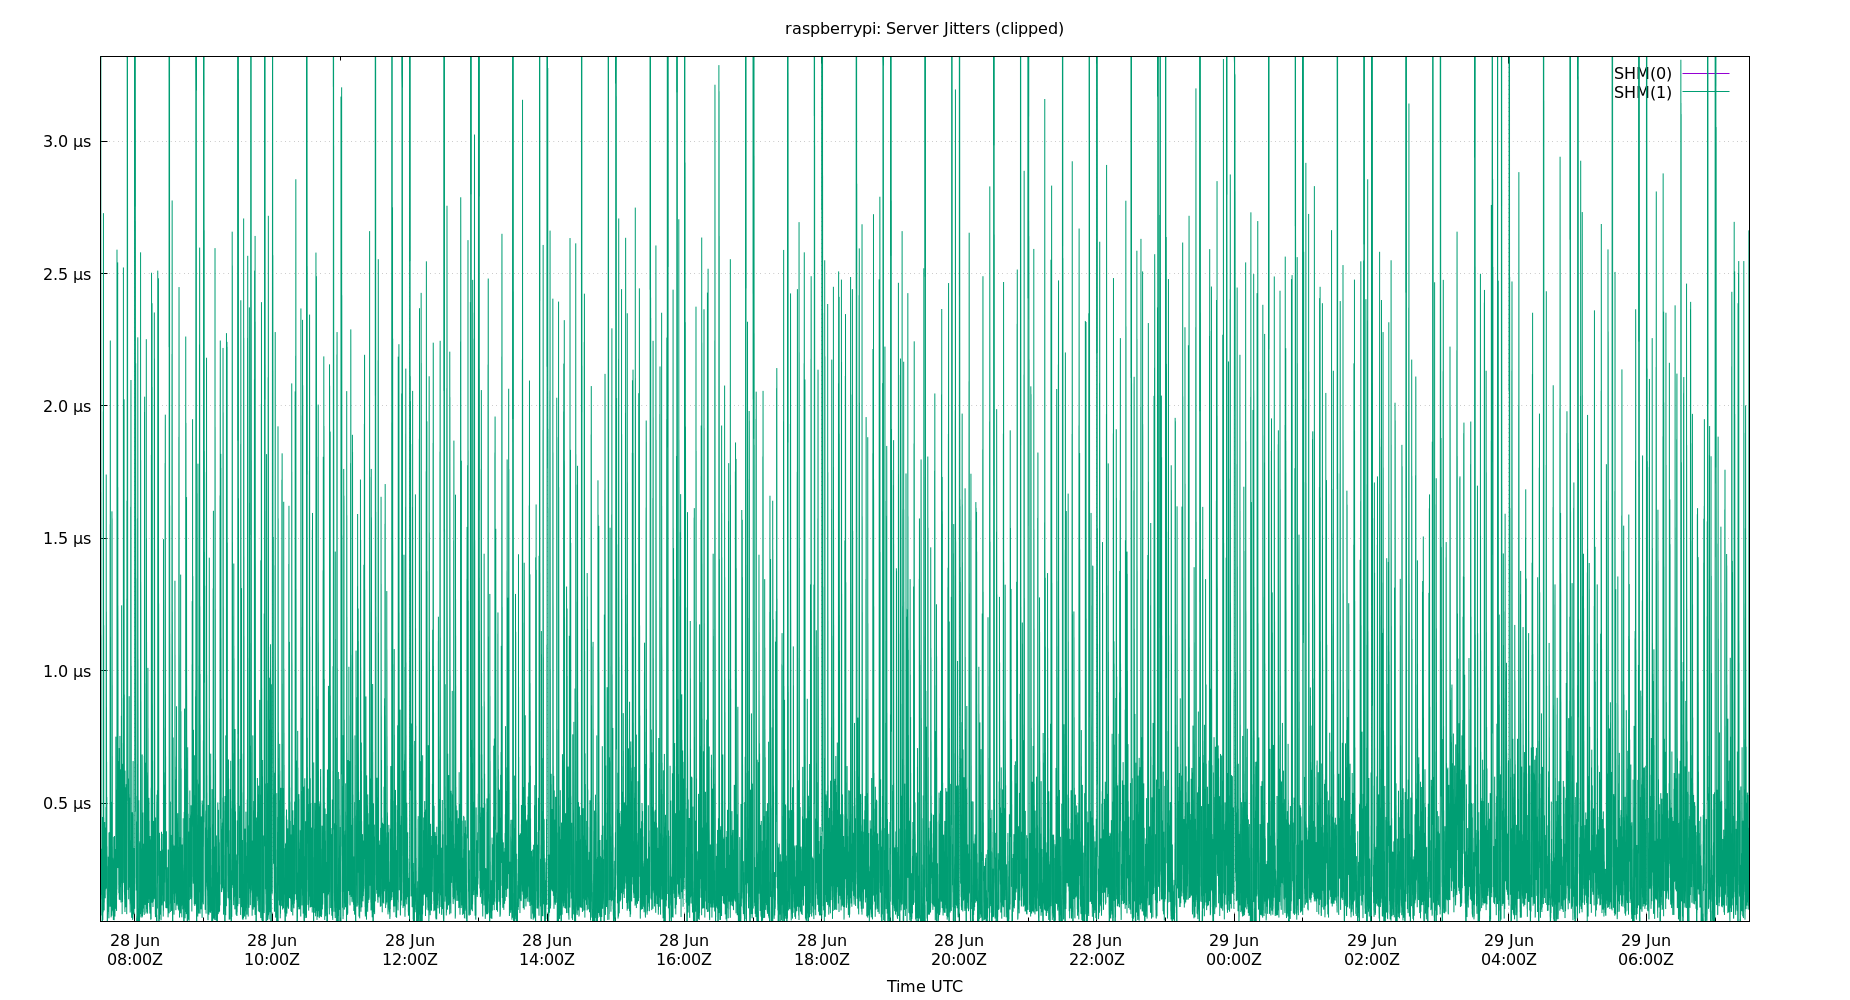 raspberrypi: Server Jitters (clipped)
SHM(0)
SHM(1)
3.0 µs
2.5 µs
2.0 µs
1.5 µs
1.0 µs
0.5 µs
28 Jun 28 Jun 28 Jun 28 Jun 28 Jun 28 Jun 28 Jun 28 Jun 29 Jun 29 Jun 29 Jun 29 Jun
08:00Z 10:00Z 12:00Z 14:00Z 16:00Z 18:00Z 20:00Z 22:00Z 00:00Z 02:00Z 04:00Z 06:00Z
Time UTC